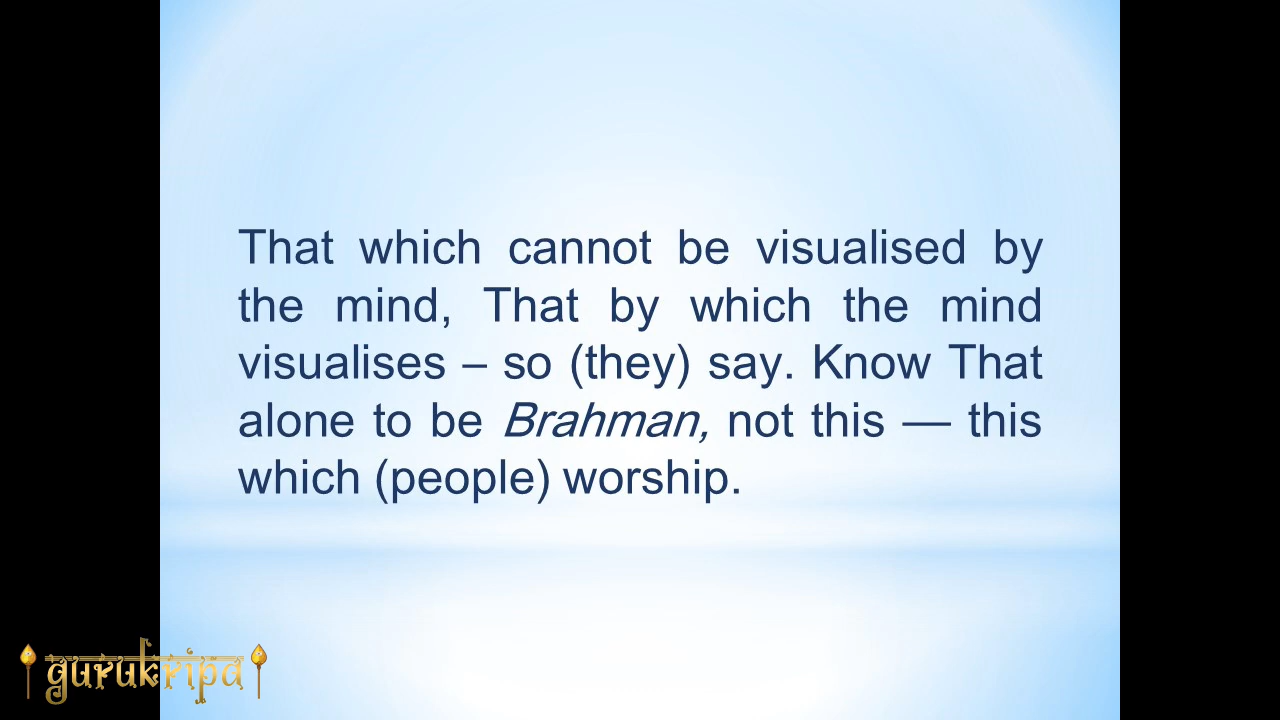 That which cannot be visualised by
the mind, That by which the mind
visualises – so (they) say. Know That
alone to be Brahman, not this — this
which (people) worship.
gurukripa